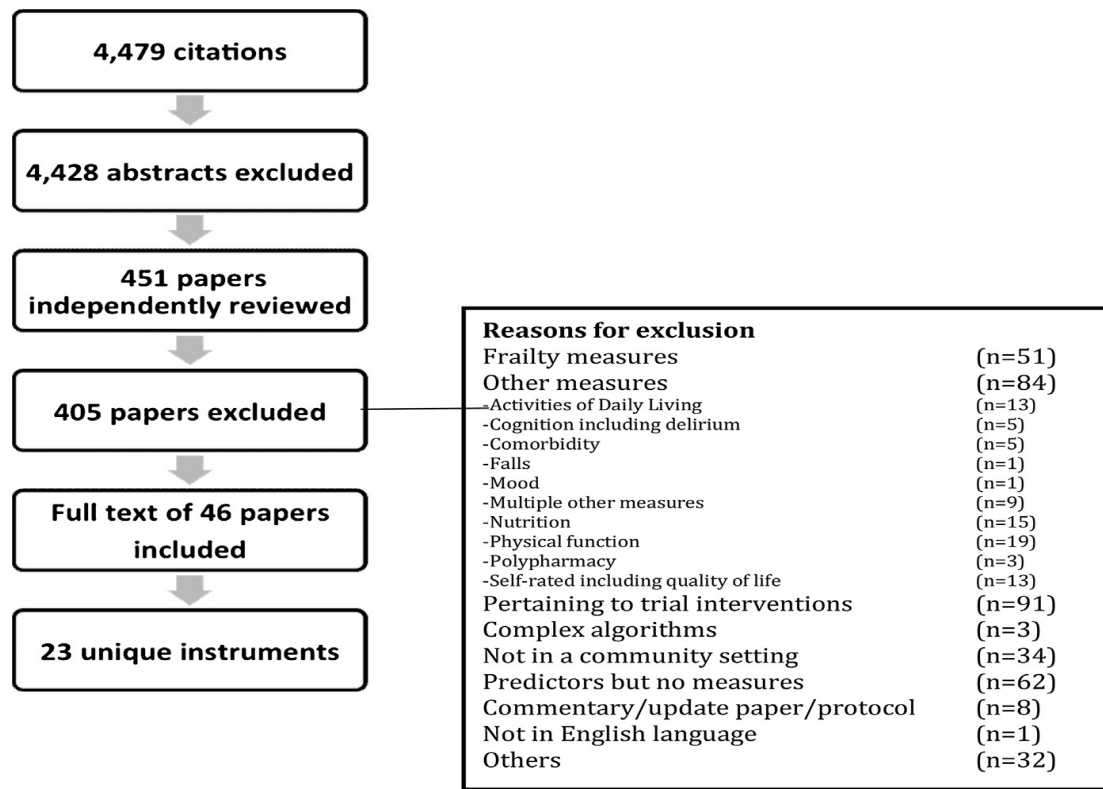 4,479 citations
4,428 abstracts excluded
451 papers
independently reviewed
405 papers excluded
Full text of 46 papers
included
23 unique instruments
Reasons for exclusion
Frailty measures (n=51)
Other measures (n=84)
-Activities of Daily Living (n=13)
-Cognition including delirium (n=5)
-Comorbidity (n=5)
-Falls (n=1)
-Mood (n=1)
-Multiple other measures (n=9)
-Nutrition (n=15)
-Physical function (n=19)
-Polypharmacy (n=3)
-Self-rated including quality of life (n=13)
Pertaining to trial interventions (n=91)
Complex algorithms (n=3)
Not in a community setting (n=34)
Predictors but no measures (n=62)
Commentary/update paper/protocol (n=8)
Not in English language (n=1)
Others (n=32)